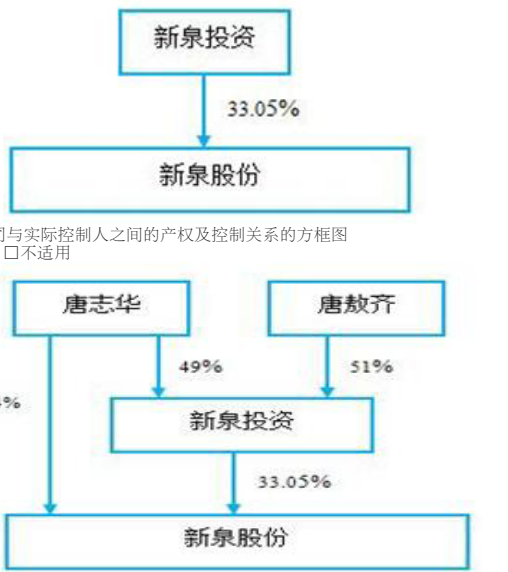 新泉投资
33.05%
新泉股份
与实际控制人之间的产权及控制关系的方框图
□不适用
唐志华
唐敖齐
49%
51%
%
新泉投资
33.05%
新泉股份